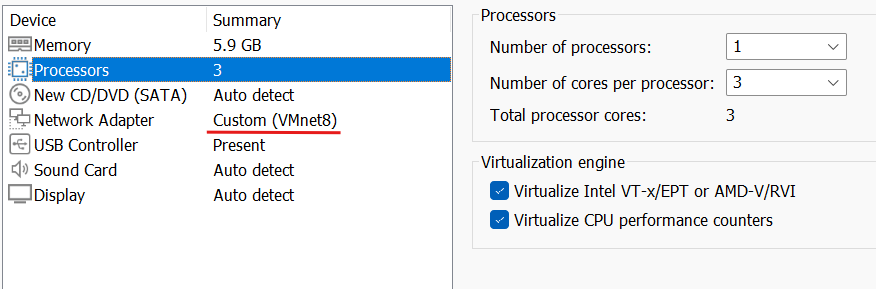 Device Summary
Memory 5.9 GB
Processors 3
New CD/DVD (SATA) Auto detect
Network Adapter Custom (VMnet8)
USB Controller Present
Sound Card Auto detect
Display Auto detect
Processors
Number of processors: 1
Number of cores per processor: 3
Total processor cores: 3
Virtualization engine
Virtualize Intel VT-x/EPT or AMD-V/RVI
Virtualize CPU performance counters